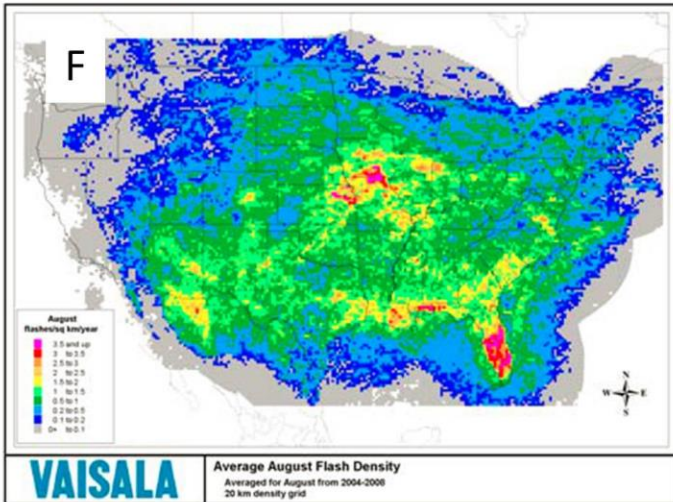 F
August
flashes/sq km/year
3.5 and up
3 to 3.5
2.5 to 3
2 to 2.5
1.5 to 2
1 to 1.5
0.5 to 1
0.2 to 0.5
0.1 to 0.2
0+ to 0.1
N
W E
S
VAISALA
Average August Flash Density
Averaged for August from 2004-2008
20 km density grid